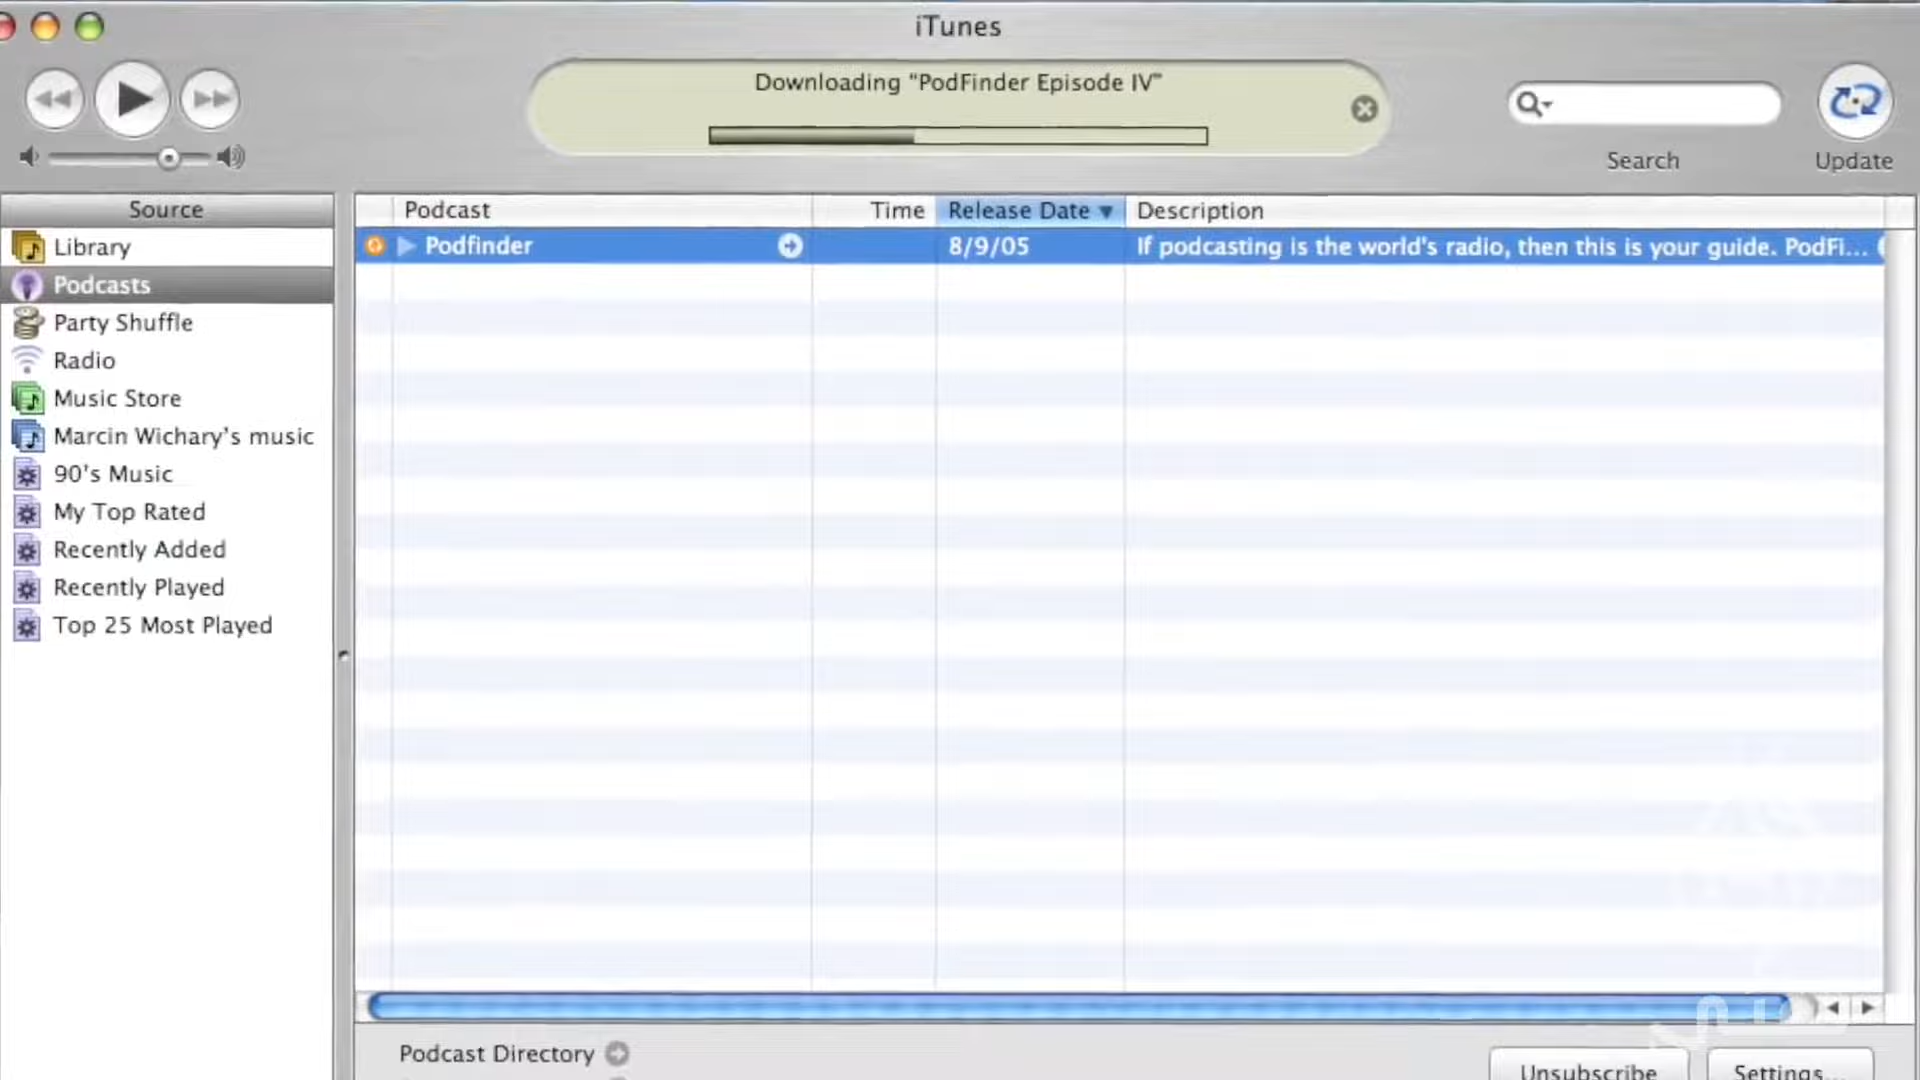 iTunes
Downloading “PodFinder Episode IV”
Search
Update
Source
Library
Podcasts
Party Shuffle
Radio
Music Store
Marcin Wichary’s music
90’s Music
My Top Rated
Recently Added
Recently Played
Top 25 Most Played
Podcast Time Release Date Description
Podfinder 8/9/05 If podcasting is the world's radio, then this is your guide. PodFi...
Podcast Directory
Unsubscribe
Settings...